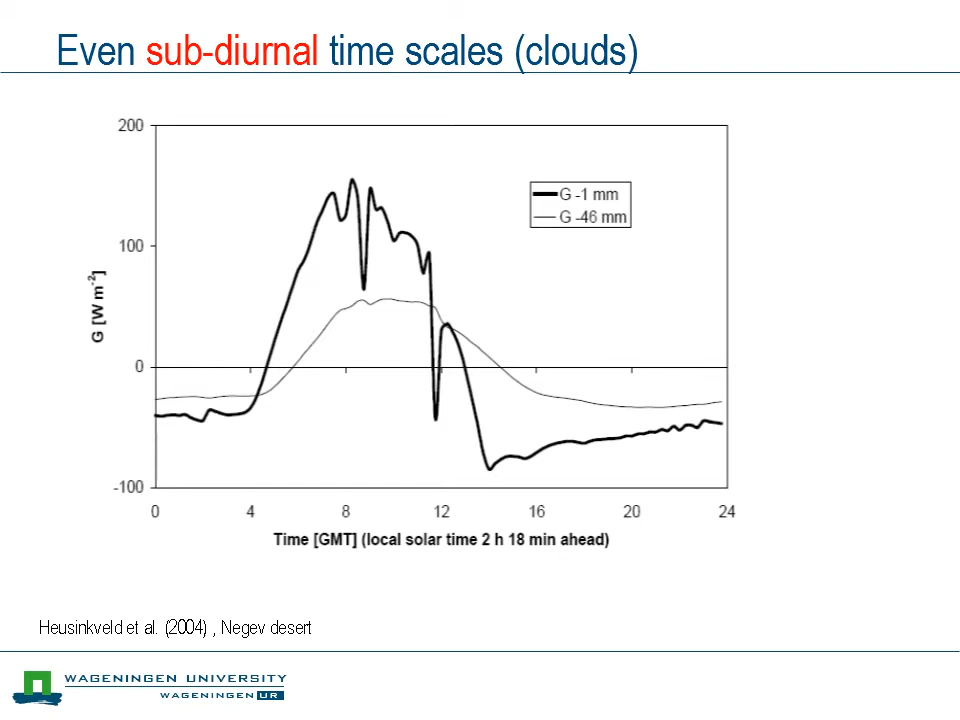 Even sub-diurnal time scales (clouds)
200
G -1 mm
G -46 mm
100
G [W m-2]
0
-100
0 4 8 12 16 20 24
Time [GMT] (local solar time 2 h 18 min ahead)
Heusinkveld et al. (2004) , Negev desert
WAGENINGEN UNIVERSITY
WAGENINGEN UR